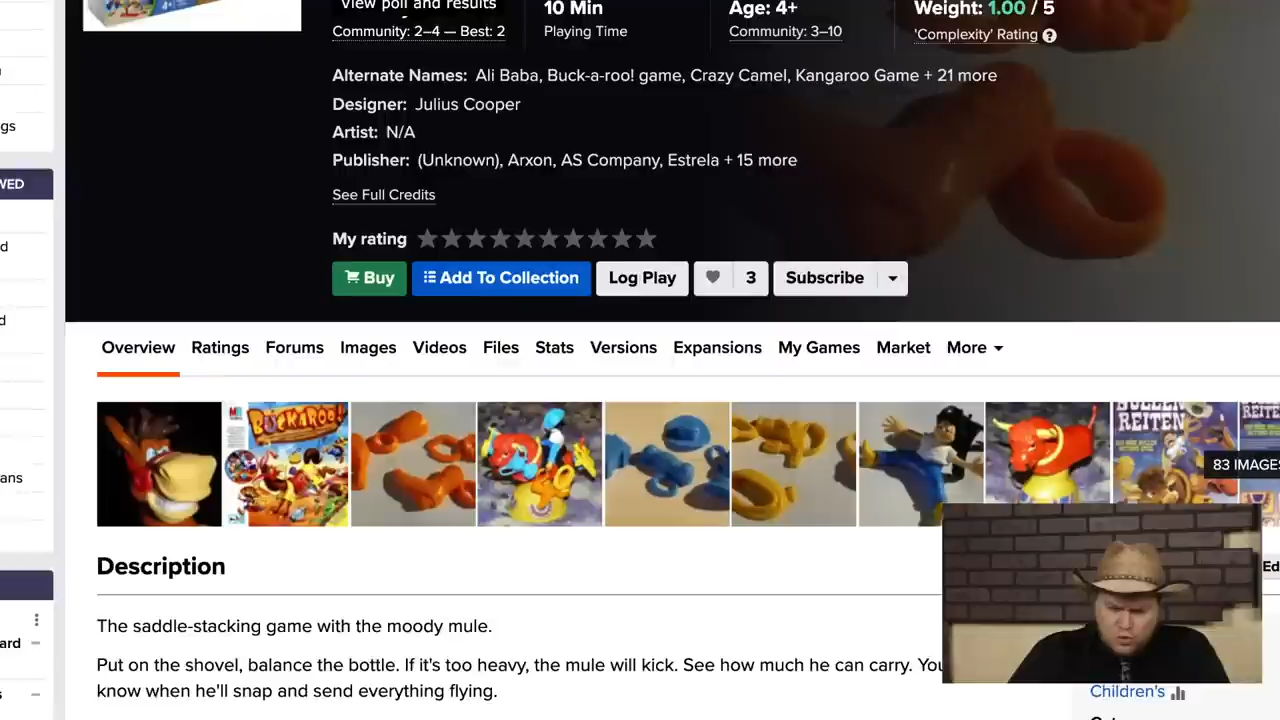 View poll and results
10 Min
Age: 4+
Weight: 1.00 / 5
Community: 2–4 — Best: 2
Playing Time
Community: 3–10
'Complexity' Rating
Alternate Names: Ali Baba, Buck-a-roo! game, Crazy Camel, Kangaroo Game + 21 more
Designer: Julius Cooper
Artist: N/A
Publisher: (Unknown), Arxon, AS Company, Estrela + 15 more
See Full Credits
My rating
Buy
Add To Collection
Log Play
3
Subscribe
Overview
Ratings
Forums
Images
Videos
Files
Stats
Versions
Expansions
My Games
Market
More
BUCKAROO!
BULLEN
REITEN
REITE
83 IMAGES
Description
Ed
The saddle-stacking game with the moody mule.
Put on the shovel, balance the bottle. If it's too heavy, the mule will kick. See how much he can carry. You
know when he'll snap and send everything flying.
Children's
gs
WED
d
d
ans
ard
s